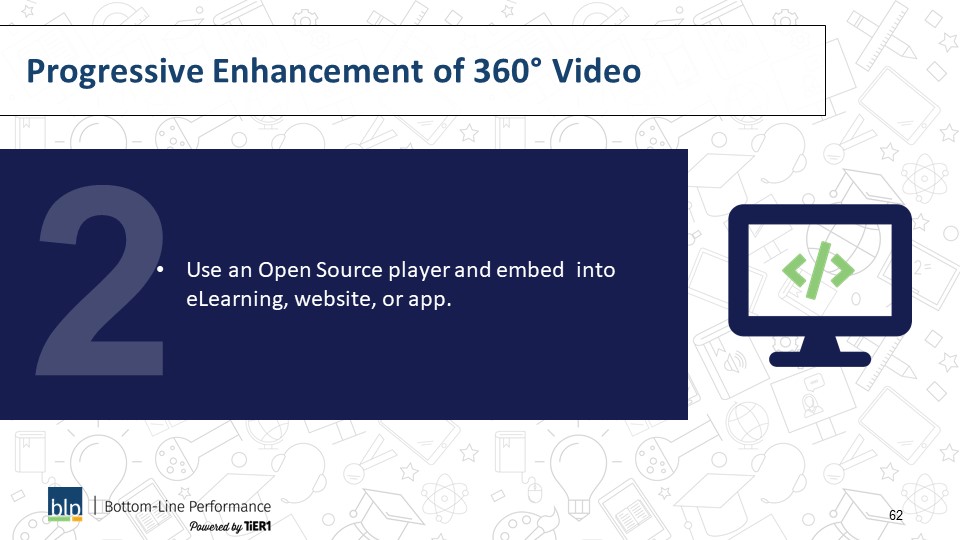 Progressive Enhancement of 360° Video
2
• Use an Open Source player and embed into
eLearning, website, or app.
</>
blp | Bottom-Line Performance
Powered by TiER1
62